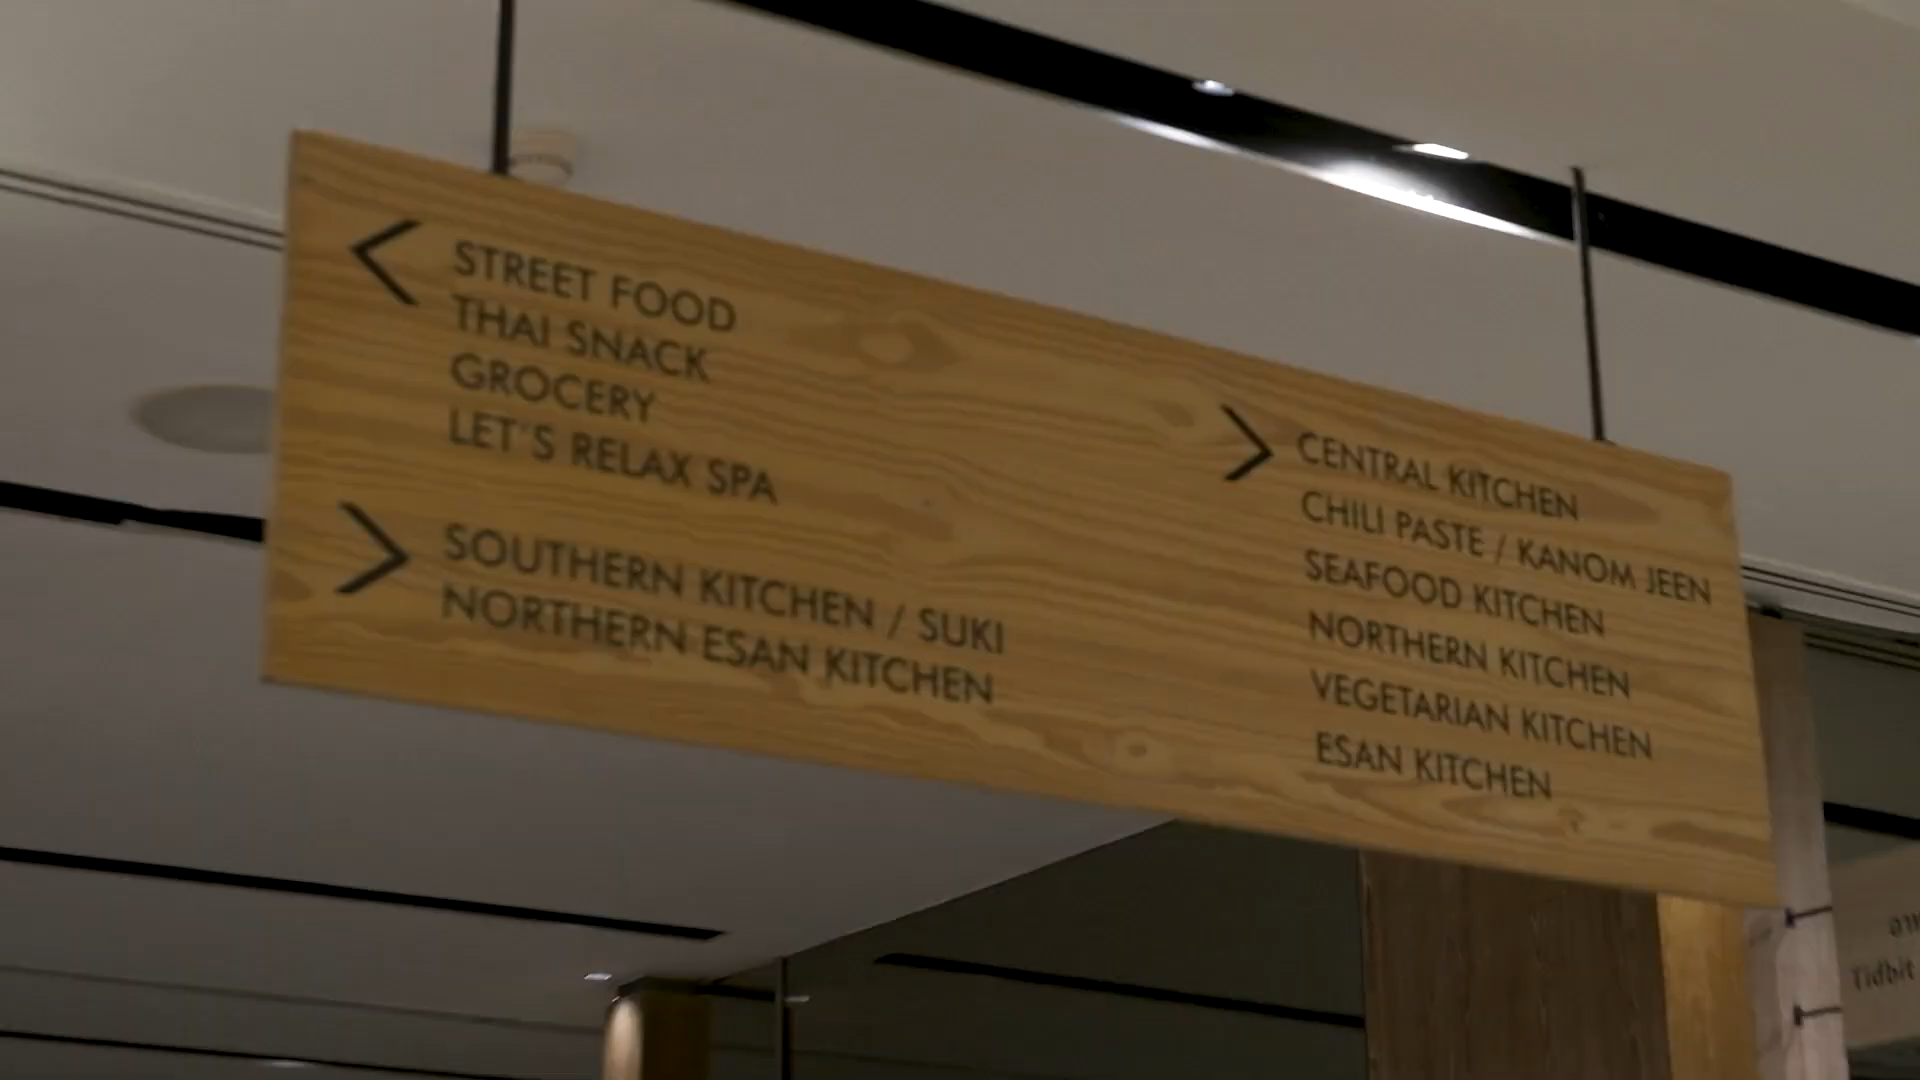 STREET FOOD
THAI SNACK
GROCERY
LET'S RELAX SPA
SOUTHERN KITCHEN / SUKI
NORTHERN ESAN KITCHEN
CENTRAL KITCHEN
CHILI PASTE / KANOM JEEN
SEAFOOD KITCHEN
NORTHERN KITCHEN
VEGETARIAN KITCHEN
ESAN KITCHEN
Tidbit